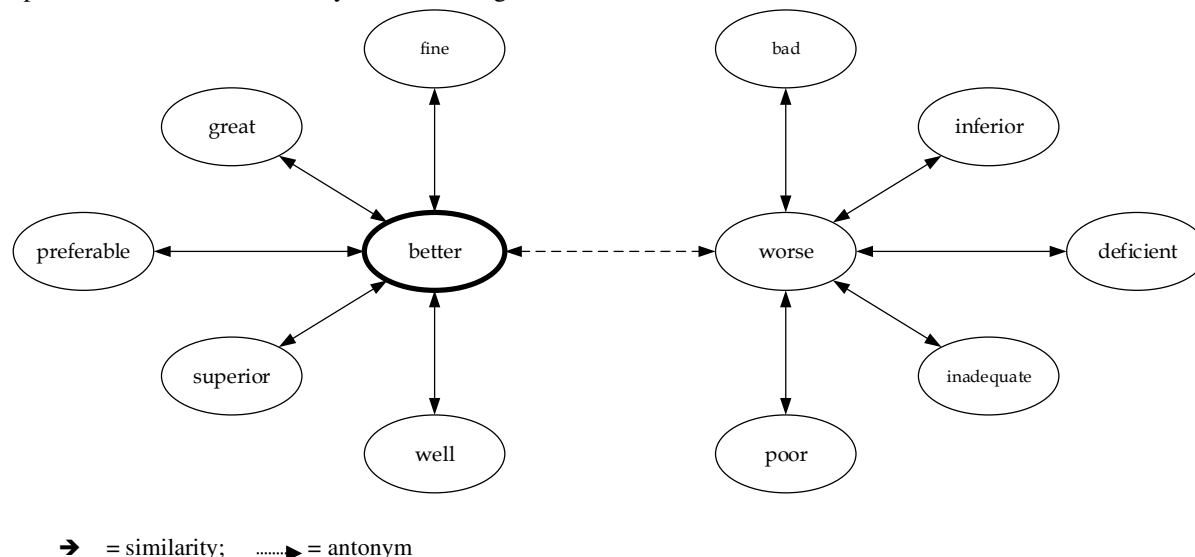 fine
bad
great
inferior
preferable
better
worse
deficient
superior
inadequate
well
poor
➔ = similarity; = antonym